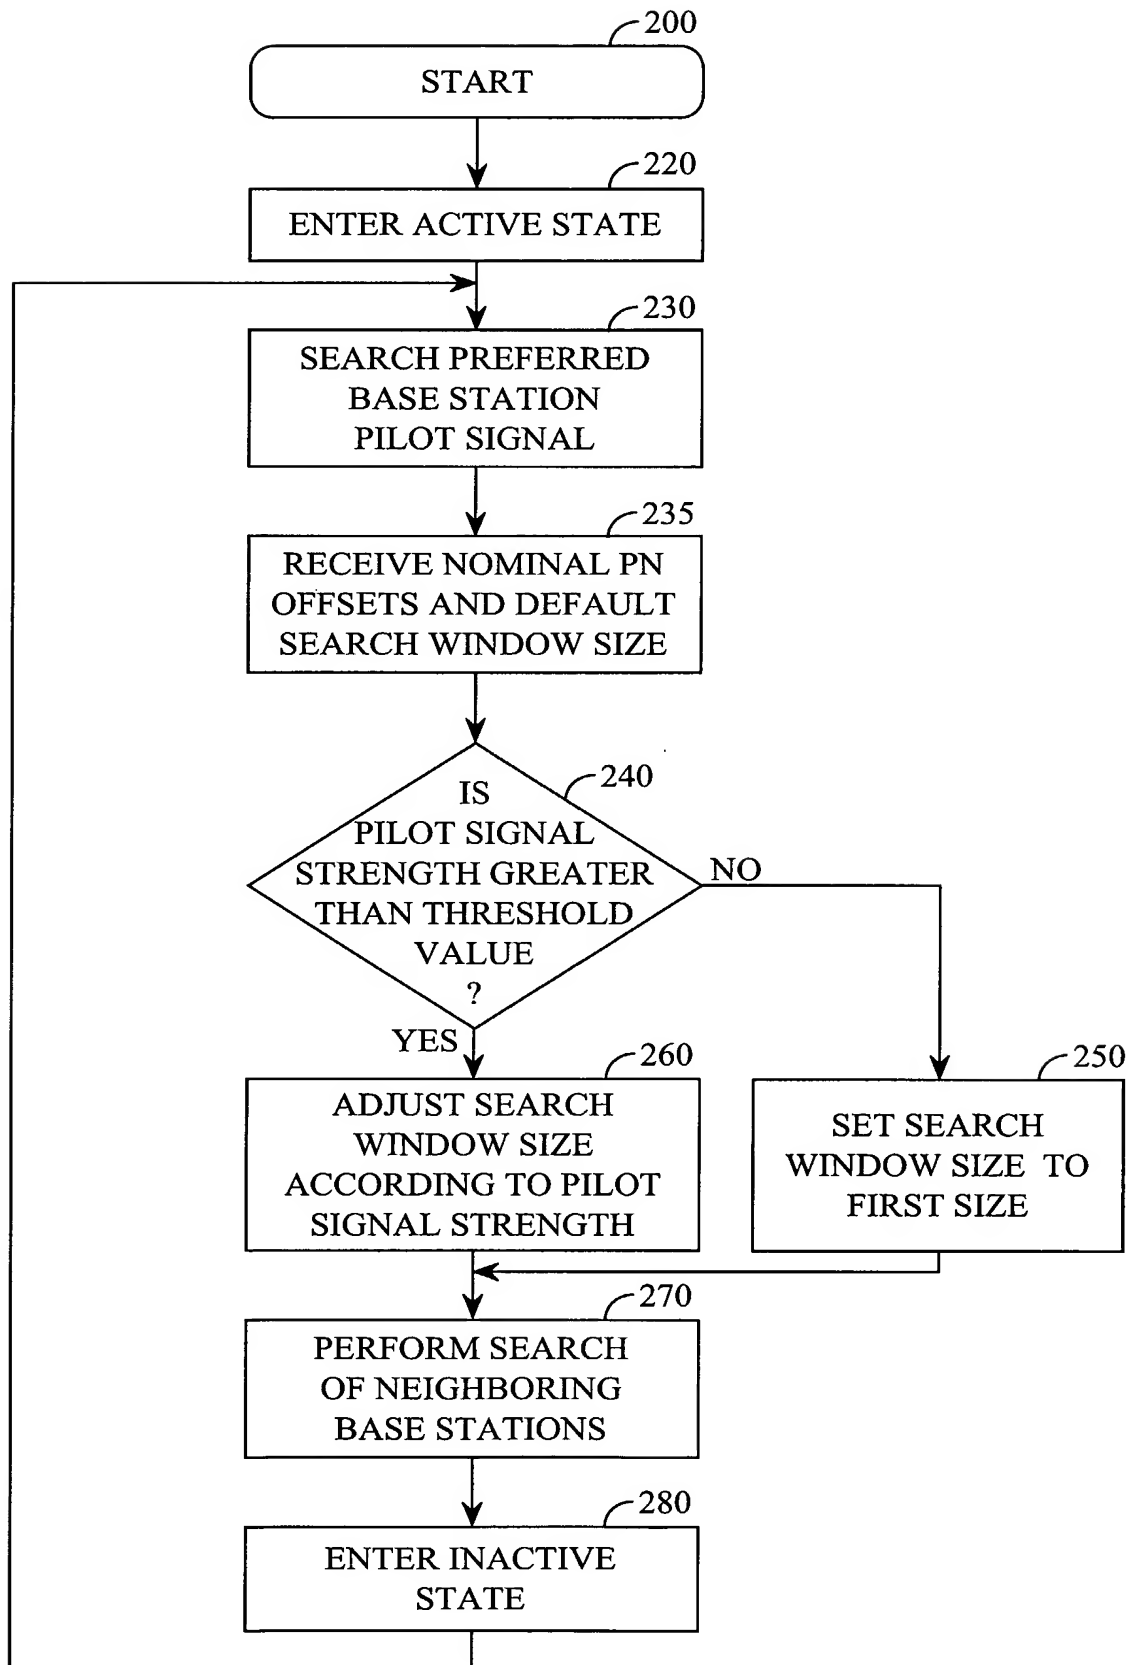 200
START
220
ENTER ACTIVE STATE
230
SEARCH PREFERRED
BASE STATION
PILOT SIGNAL
235
RECEIVE NOMINAL PN
OFFSETS AND DEFAULT
SEARCH WINDOW SIZE
240
IS
PILOT SIGNAL
STRENGTH GREATER
THAN THRESHOLD
VALUE
?
NO
YES
260
ADJUST SEARCH
WINDOW SIZE
ACCORDING TO PILOT
SIGNAL STRENGTH
250
SET SEARCH
WINDOW SIZE TO
FIRST SIZE
270
PERFORM SEARCH
OF NEIGHBORING
BASE STATIONS
280
ENTER INACTIVE
STATE